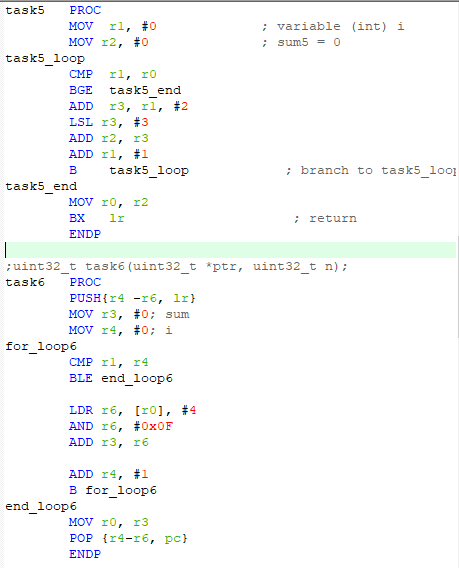 task5 PROC
MOV r1, #0 ; variable (int) i
MOV r2, #0 ; sum5 = 0
task5_loop
CMP r1, r0
BGE task5_end
ADD r3, r1, #2
LSL r3, #3
ADD r2, r3
ADD r1, #1
B task5_loop ; branch to task5_loop
task5_end
MOV r0, r2
BX lr ; return
ENDP
;uint32_t task6(uint32_t *ptr, uint32_t n);
task6 PROC
PUSH{r4 -r6, lr}
MOV r3, #0; sum
MOV r4, #0; i
for_loop6
CMP r1, r4
BLE end_loop6
LDR r6, [r0], #4
AND r6, #0x0F
ADD r3, r6
ADD r4, #1
B for_loop6
end_loop6
MOV r0, r3
POP {r4-r6, pc}
ENDP